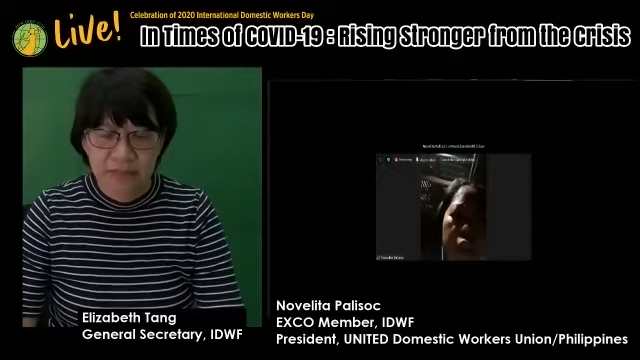 Live!
Celebration of 2020 International Domestic Workers Day
In Times of COVID-19 : Rising Stronger from the Crisis
Elizabeth Tang
General Secretary, IDWF
Novelita Palisoc
EXCO Member, IDWF
President, UNITED Domestic Workers Union/Philippines